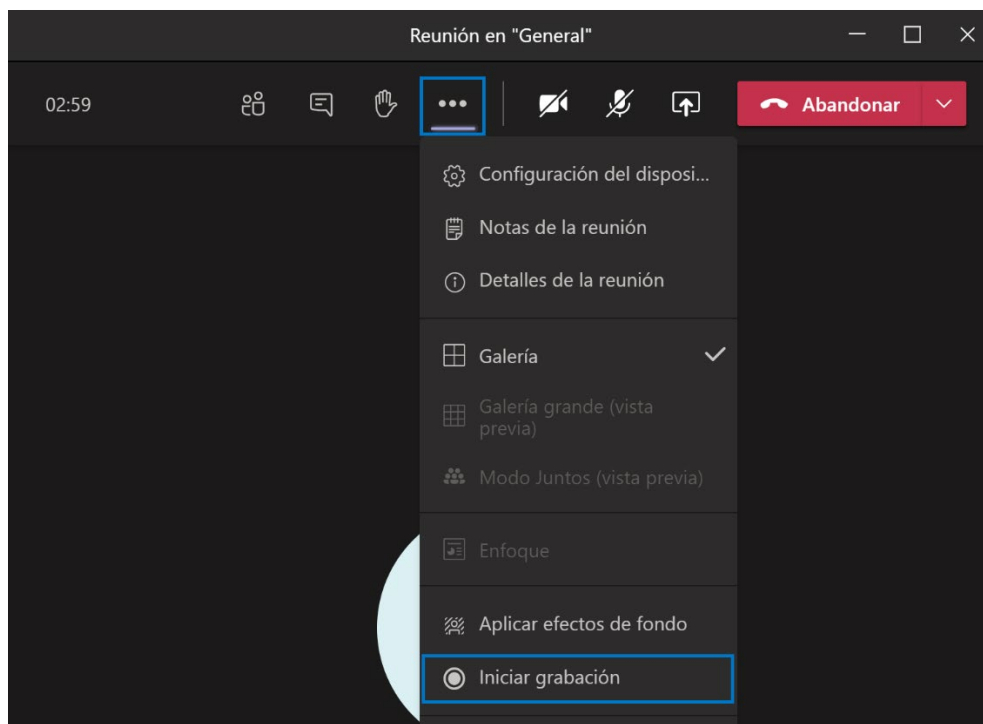 Reunión en "General"
02:59
Abandonar
Configuración del disposi...
Notas de la reunión
Detalles de la reunión
Galería
Galería grande (vista
previa)
Modo Juntos (vista previa)
Enfoque
Aplicar efectos de fondo
Iniciar grabación